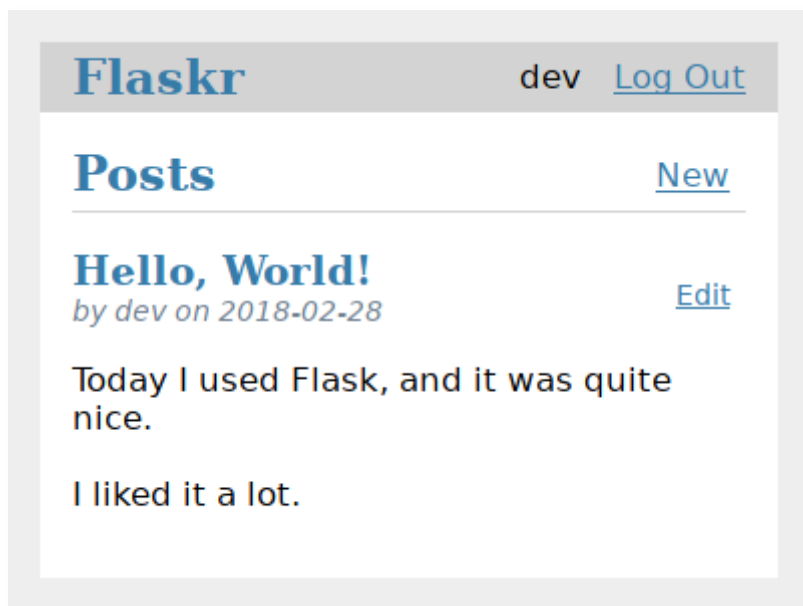 Flaskr dev Log Out
Posts New
Hello, World!
by dev on 2018-02-28
Edit
Today I used Flask, and it was quite
nice.
I liked it a lot.